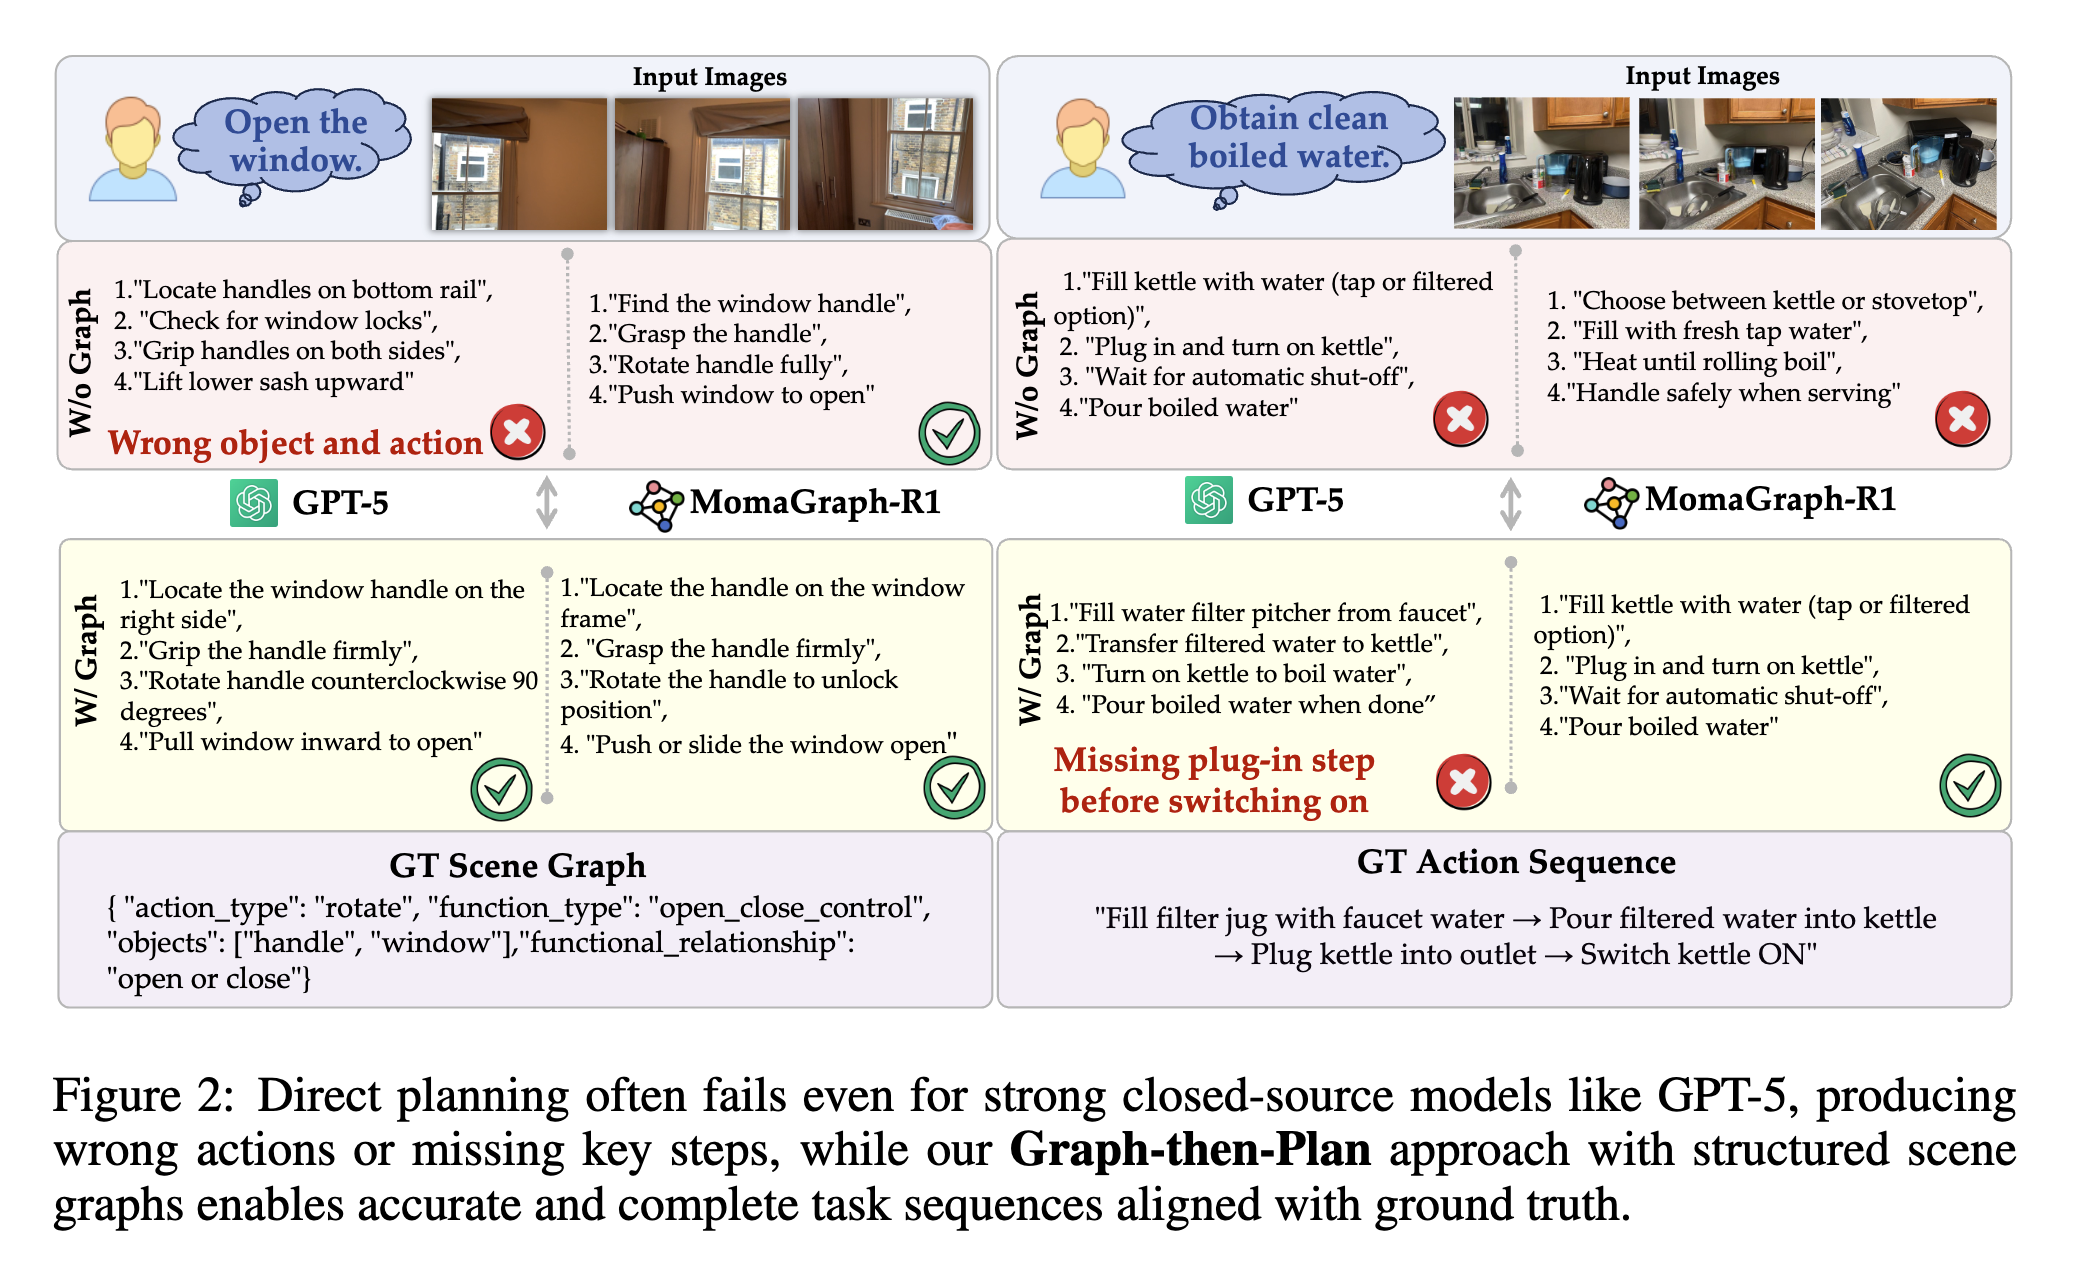 Input Images
Open the
window.
W/o Graph
1."Locate handles on bottom rail",
2. "Check for window locks",
3."Grip handles on both sides",
4."Lift lower sash upward"
Wrong object and action
1."Find the window handle",
2."Grasp the handle",
3."Rotate handle fully",
4."Push window to open"
GPT-5
MomaGraph-R1
W/ Graph
1."Locate the window handle on the
right side",
2."Grip the handle firmly",
3."Rotate handle counterclockwise 90
degrees",
4."Pull window inward to open"
1."Locate the handle on the window
frame",
2. "Grasp the handle firmly",
3."Rotate the handle to unlock
position",
4. "Push or slide the window open"
GT Scene Graph
{ "action_type": "rotate", "function_type": "open_close_control",
"objects": ["handle", "window"],"functional_relationship":
"open or close"}
Input Images
Obtain clean
boiled water.
W/o Graph
1."Fill kettle with water (tap or filtered
option)",
2. "Plug in and turn on kettle",
3. "Wait for automatic shut-off",
4."Pour boiled water"
1. "Choose between kettle or stovetop",
2. "Fill with fresh tap water",
3. "Heat until rolling boil",
4."Handle safely when serving"
GPT-5
MomaGraph-R1
W/ Graph
1."Fill water filter pitcher from faucet",
2."Transfer filtered water to kettle",
3. "Turn on kettle to boil water",
4. "Pour boiled water when done”
Missing plug-in step
before switching on
1."Fill kettle with water (tap or filtered
option)",
2. "Plug in and turn on kettle",
3."Wait for automatic shut-off",
4."Pour boiled water"
GT Action Sequence
"Fill filter jug with faucet water → Pour filtered water into kettle
→ Plug kettle into outlet → Switch kettle ON"
Figure 2: Direct planning often fails even for strong closed-source models like GPT-5, producing
wrong actions or missing key steps, while our Graph-then-Plan approach with structured scene
graphs enables accurate and complete task sequences aligned with ground truth.